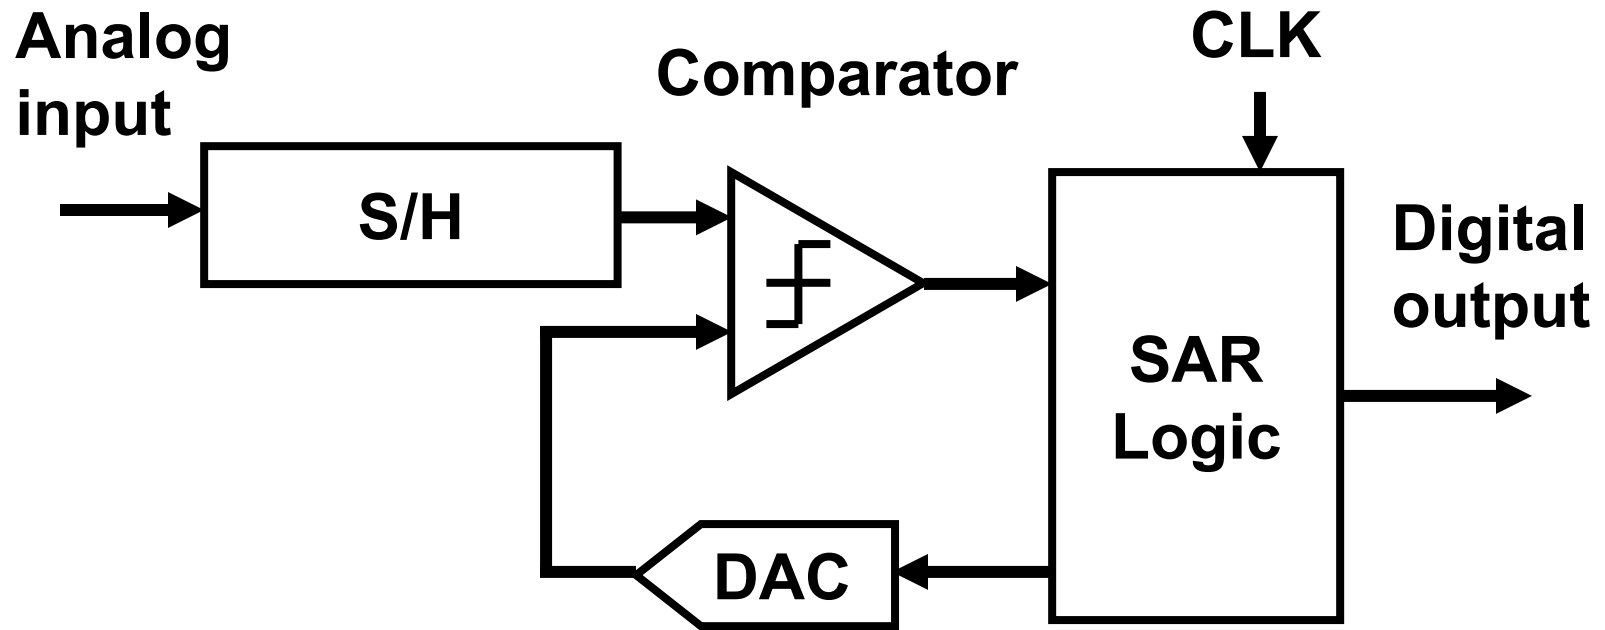 Analog
input
S/H
Comparator
CLK
SAR
Logic
Digital
output
DAC